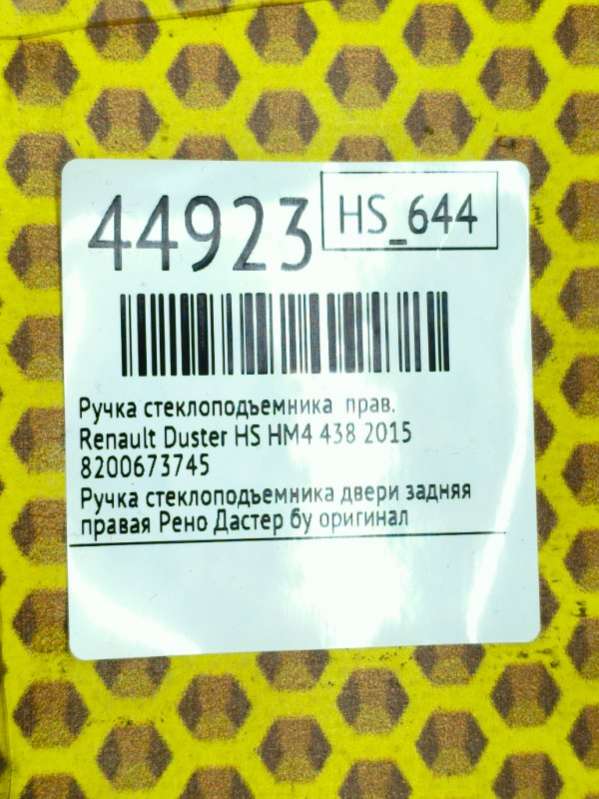 44923 HS_644
Ручка стеклоподъемника прав.
Renault Duster HS HM4 438 2015
8200673745
Ручка стеклоподъемника двери задняя
правая Рено Дастер бу оригинал